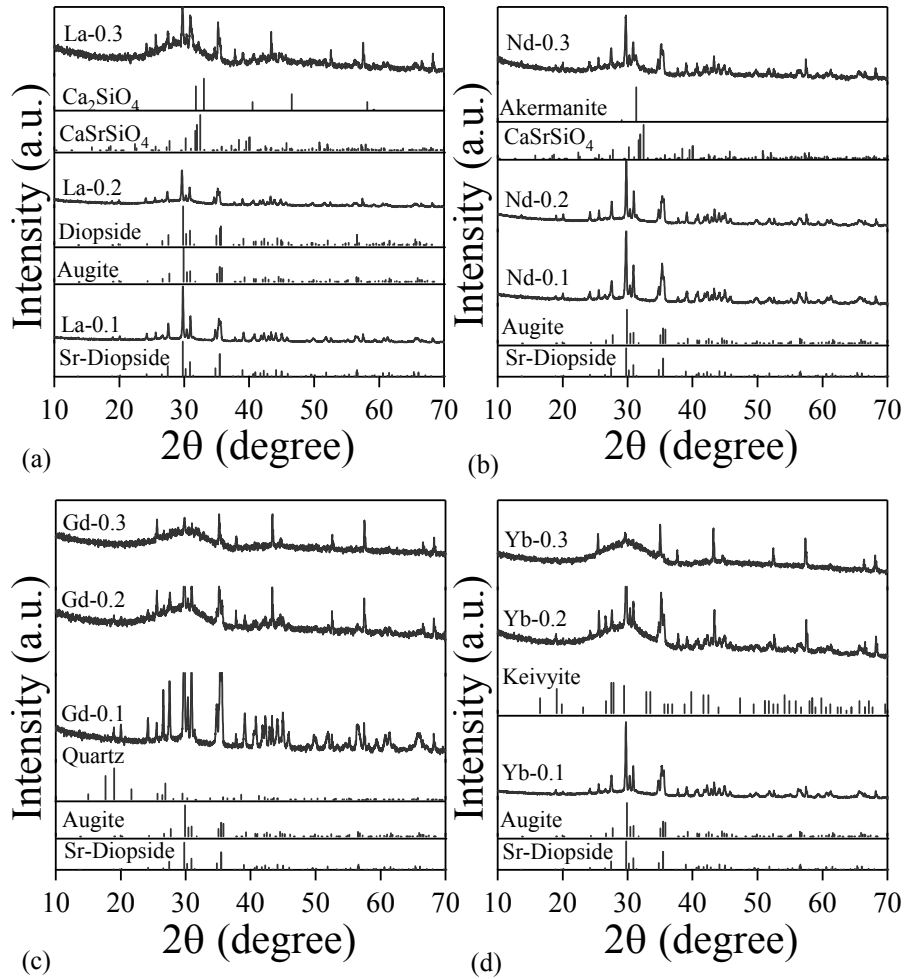 La-0.3
Ca₂SiO₄
CaSrSiO₄
La-0.2
Diopside
Augite
La-0.1
Sr-Diopside
Intensity (a.u.)
10 20 30 40 50 60 70
2θ (degree)
(a)
Nd-0.3
Akermanite
CaSrSiO₄
Nd-0.2
Nd-0.1
Augite
Sr-Diopside
Intensity (a.u.)
10 20 30 40 50 60 70
2θ (degree)
(b)
Gd-0.3
Gd-0.2
Gd-0.1
Quartz
Augite
Sr-Diopside
Intensity (a.u.)
10 20 30 40 50 60 70
2θ (degree)
(c)
Yb-0.3
Yb-0.2
Keivyite
Yb-0.1
Augite
Sr-Diopside
Intensity (a.u.)
10 20 30 40 50 60 70
2θ (degree)
(d)